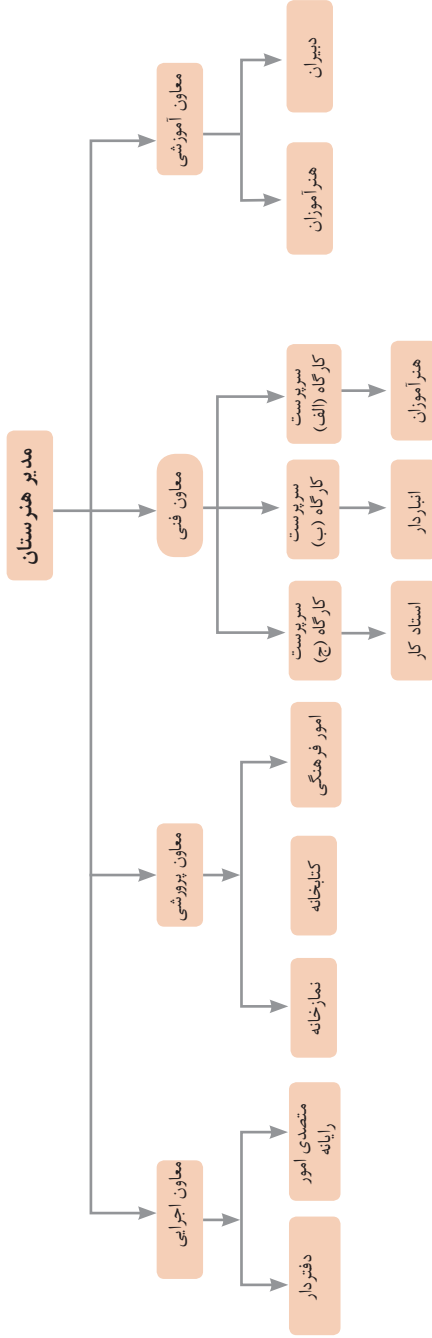 مدیر هنرستان
معاون آموزشی
معاون فنی
معاون پرورشی
معاون اجرایی
دبیران
هنرآموزان
سرپرست
کارگاه (الف)
سرپرست
کارگاه (ب)
سرپرست
کارگاه (ج)
امور فرهنگی
کتابخانه
نمازخانه
متصدی امور
رایانه
دفتردار
هنرآموزان
انباردار
استاد کار